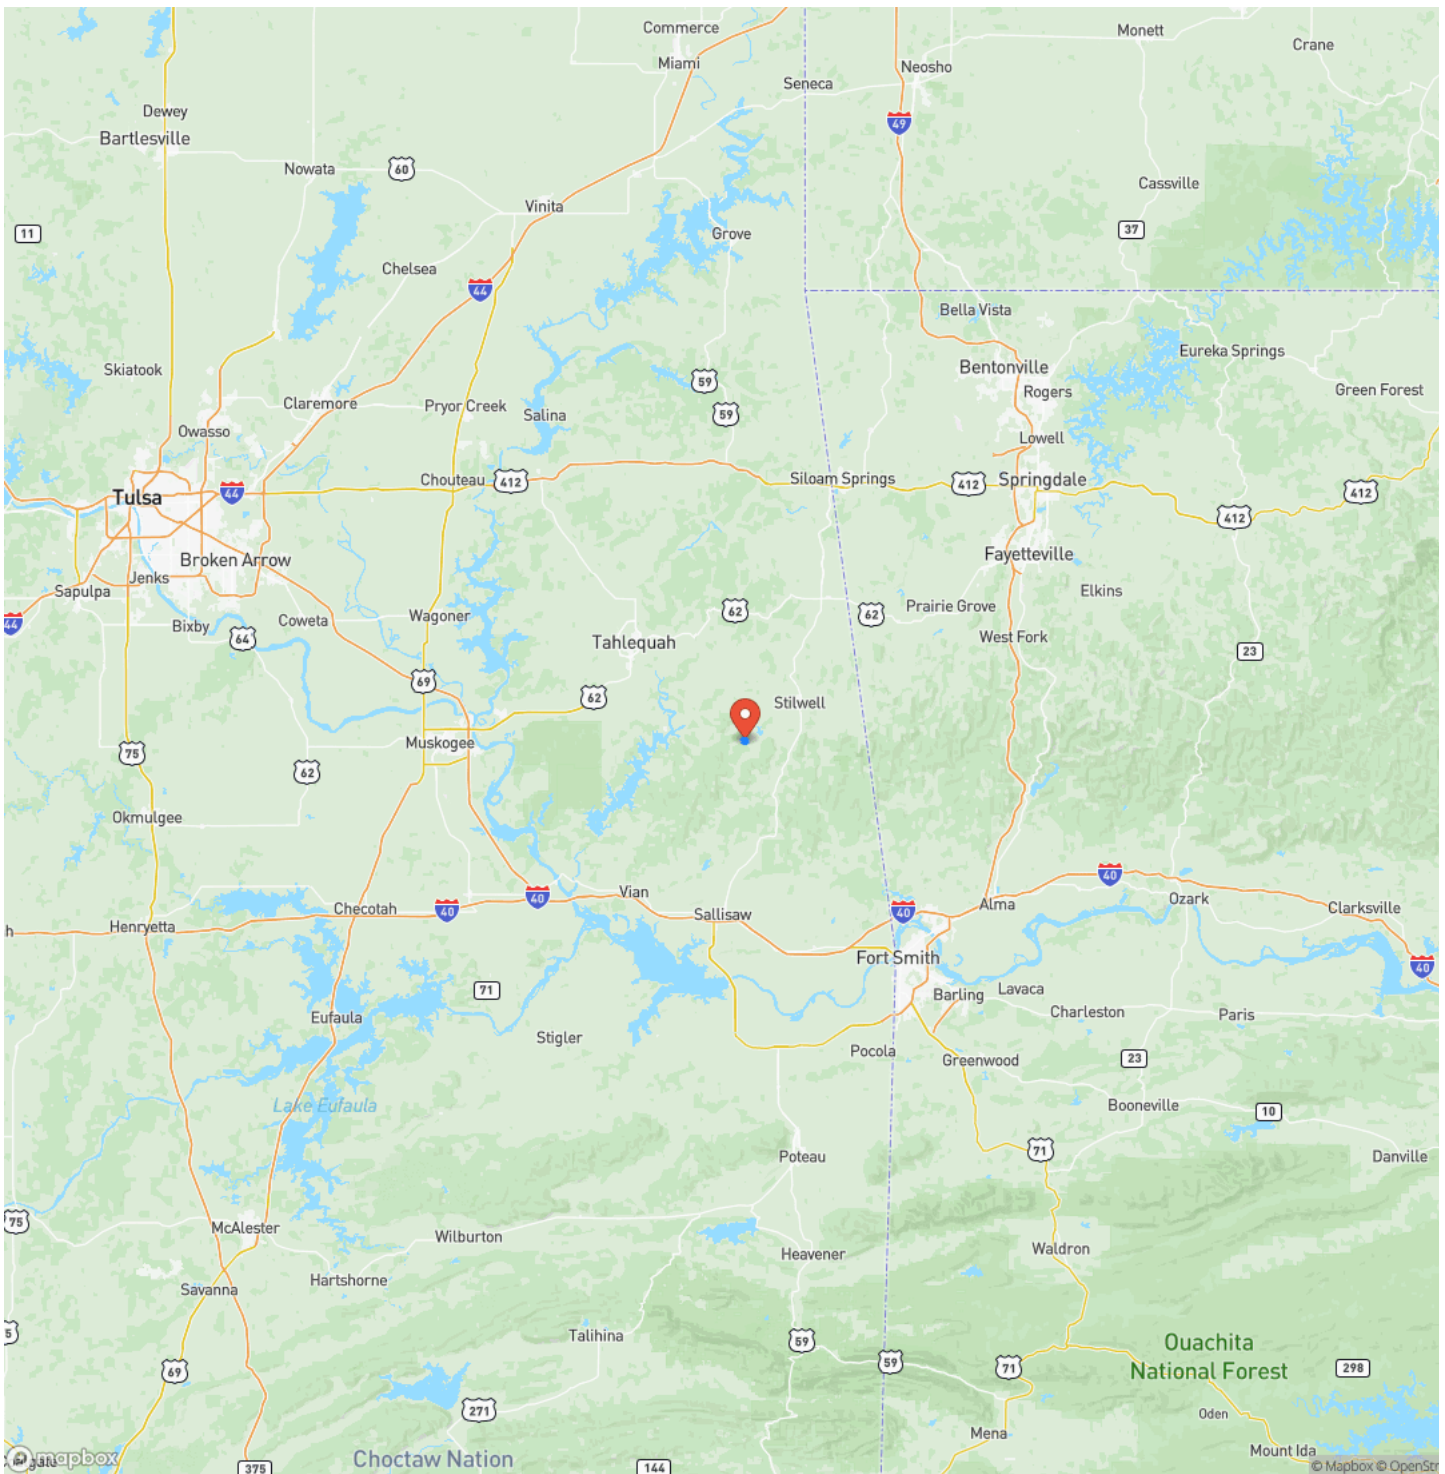 Commerce
Monett
Crane
Miami
Neosho
Seneca
Dewey
49
Bartlesville
Nowata
60
Cassville
Vinita
11
Grove
37
Chelsea
44
Bella Vista
Skiatook
Eureka Springs
59
Bentonville
Rogers
Green Forest
Claremore
Pryor Creek
Salina
59
Owasso
Lowell
Chouteau
412
Siloam Springs
412
Springdale
Tulsa
44
412
412
Broken Arrow
Fayetteville
Jenks
Sapulpa
Elkins
Coweta
Wagoner
62
62
Prairie Grove
44
Bixby
64
Tahlequah
West Fork
23
69
62
Stilwell
Muskogee
75
62
Okmulgee
40
Vian
40
Checotah
40
Sallisaw
40
Alma
Ozark
Clarksville
h
Henryetta
Fort Smith
40
71
Barling
Lavaca
Eufaula
Charleston
Paris
Stigler
Pocola
Greenwood
23
Lake Eufaula
Booneville
10
Poteau
71
Danville
75
McAlester
Wilburton
Heavener
Waldron
Hartshorne
Savanna
5
Talihina
59
59
71
Ouachita
National Forest
298
69
271
Oden
Mena
Choctaw Nation
Mount Ida
mapbox
375
144
© Mapbox © OpenStr